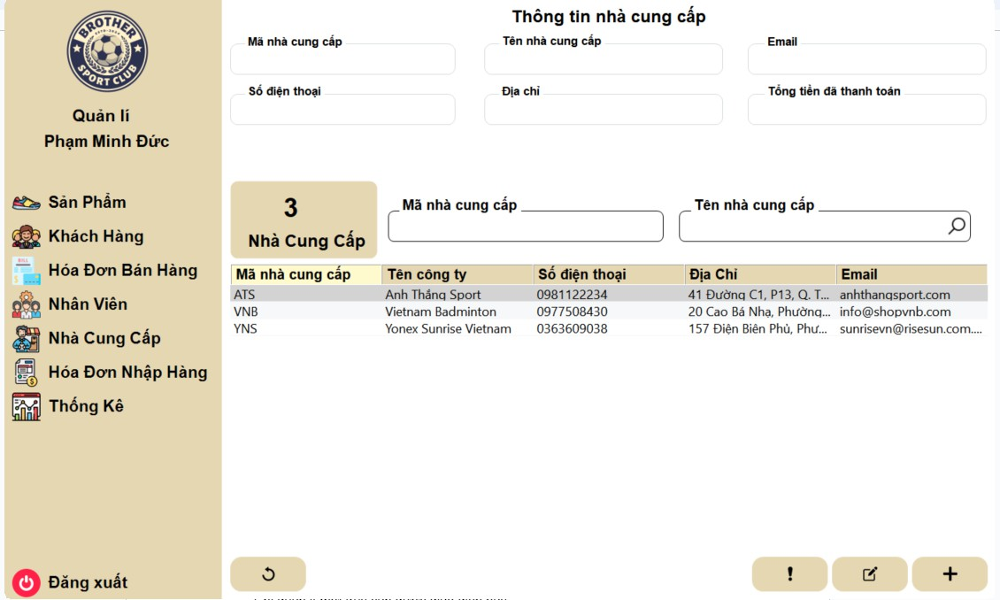 BROTHER
SPORT CLUB
Quản lí
Phạm Minh Đức
Sản Phẩm
Khách Hàng
BILL
Hóa Đơn Bán Hàng
Nhân Viên
Nhà Cung Cấp
Hóa Đơn Nhập Hàng
Thống Kê
Đăng xuất
Thông tin nhà cung cấp
Mã nhà cung cấp
Tên nhà cung cấp
Email
Số điện thoại
Địa chỉ
Tổng tiền đã thanh toán
3
Nhà Cung Cấp
Mã nhà cung cấp
Tên nhà cung cấp
Mã nhà cung cấp Tên công ty Số điện thoại Địa Chỉ Email
ATS Anh Thắng Sport 0981122234 41 Đường C1, P13, Q. T... anhthangsport.com
VNB Vietnam Badminton 0977508430 20 Cao Bá Nhạ, Phường... info@shopvnb.com
YNS Yonex Sunrise Vietnam 0363609038 157 Điện Biên Phủ, Phư... sunrisevn@risesun.com....